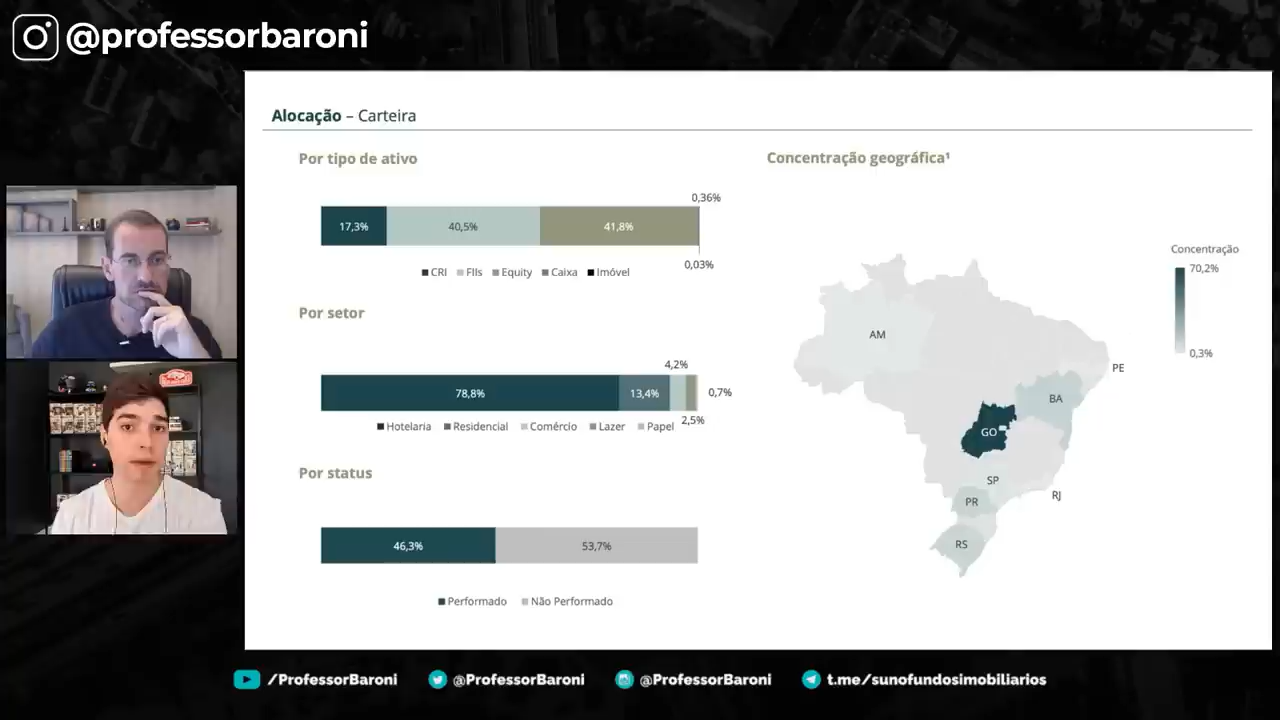 @professorbaroni
Alocação – Carteira
Por tipo de ativo
0,36%
17,3% 40,5% 41,8%
0,03%
CRI FIIs Equity Caixa Imóvel
Por setor
4,2%
78,8% 13,4% 0,7%
2,5%
Hotelaria Residencial Comércio Lazer Papel
Por status
46,3% 53,7%
Performado Não Performado
Concentração geográfica¹
Concentração
70,2%
0,3%
AM
PE
BA
GO
SP
RJ
PR
RS
/ProfessorBaroni @ProfessorBaroni @ProfessorBaroni t.me/sunofundosimobiliarios